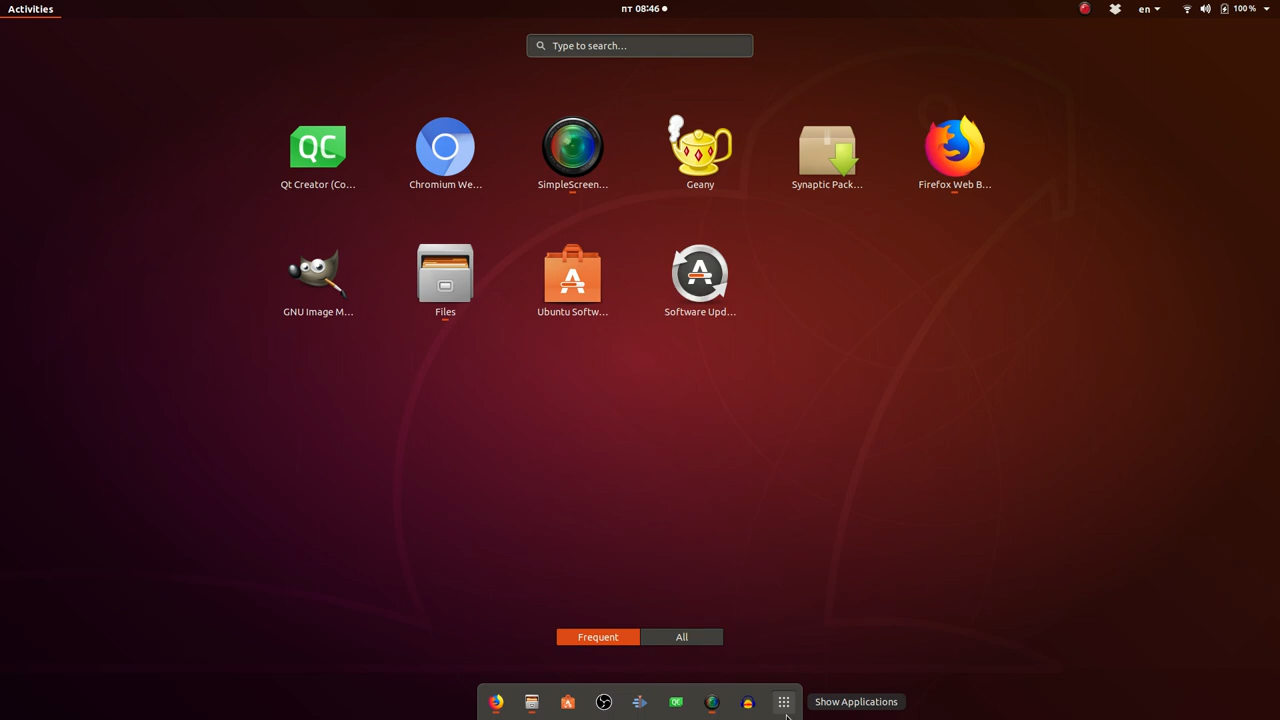 Activities
пт 08:46
en
100 %
Type to search...
QC
Qt Creator (Co...
Chromium We...
SimpleScreen...
Geany
Synaptic Pack...
Firefox Web B...
GNU Image M...
Files
Ubuntu Softw...
Software Upd...
Frequent
All
QC
Show Applications